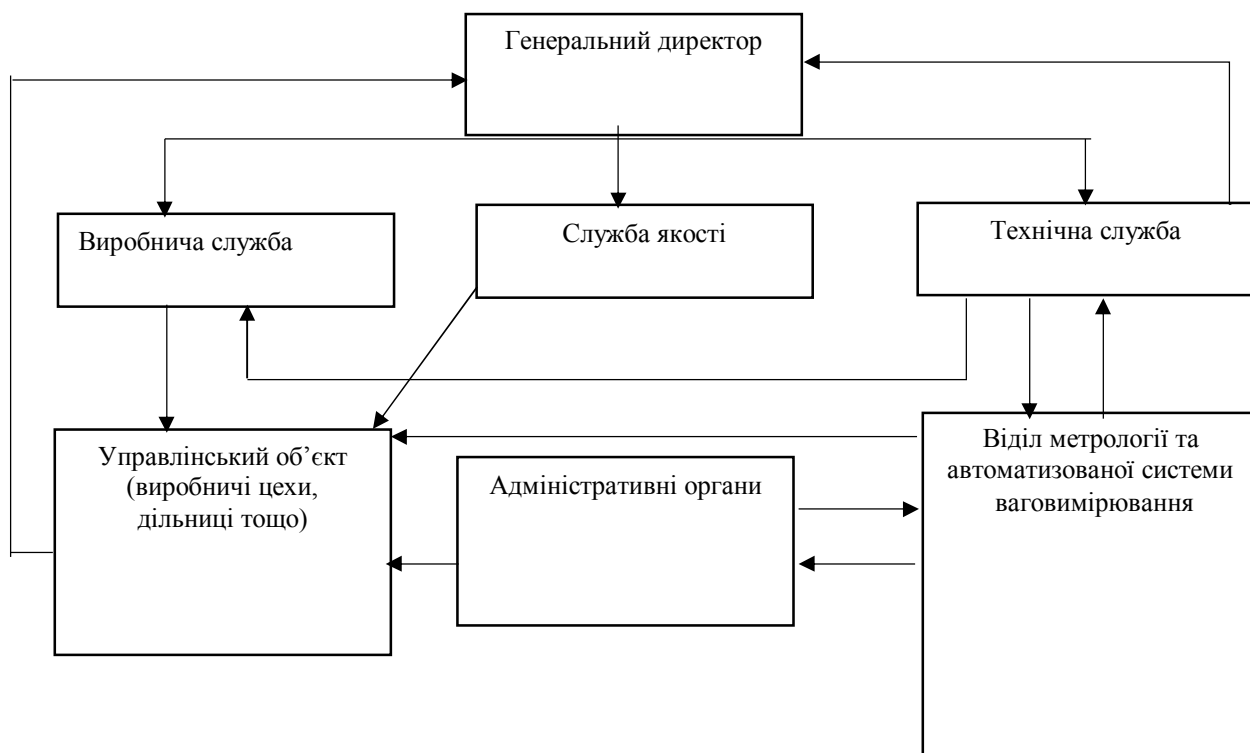 Генеральний директор
Виробнича служба
Служба якості
Технічна служба
Управлінський об’єкт
(виробничі цехи,
дільниці тощо)
Адміністративні органи
Віділ метрології та
автоматизованої системи
ваговимірювання